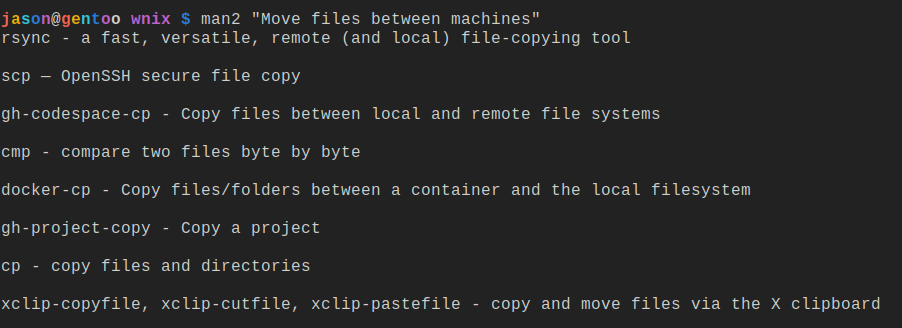 jason@gentoo wnix $ man2 "Move files between machines"
rsync - a fast, versatile, remote (and local) file-copying tool
scp — OpenSSH secure file copy
gh-codespace-cp - Copy files between local and remote file systems
cmp - compare two files byte by byte
docker-cp - Copy files/folders between a container and the local filesystem
gh-project-copy - Copy a project
cp - copy files and directories
xclip-copyfile, xclip-cutfile, xclip-pastefile - copy and move files via the X clipboard